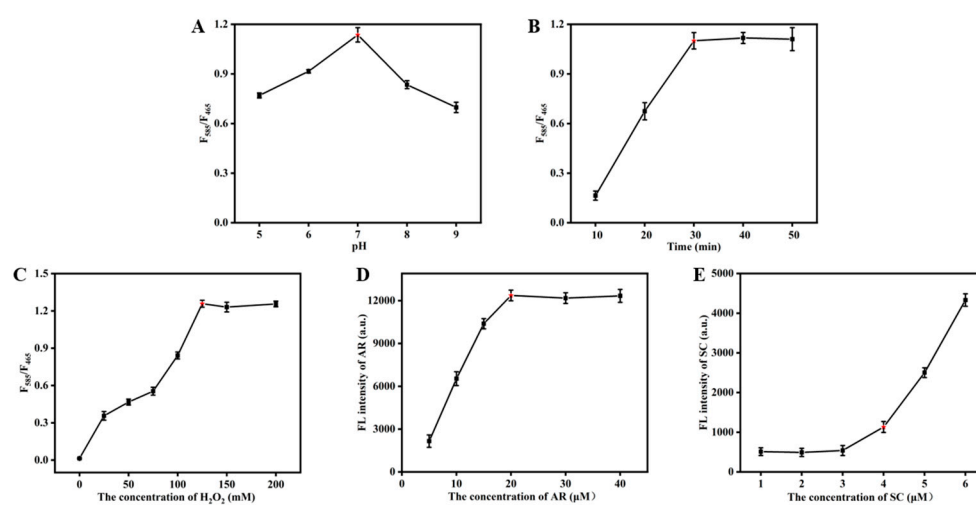 A
F₅₈₅/F₄₆₅
1.2
0.9
0.6
0.3
0.0
5 6 7 8 9
pH
B
F₅₈₅/F₄₆₅
1.2
0.9
0.6
0.3
0.0
10 20 30 40 50
Time (min)
C
F₅₈₅/F₄₆₅
1.5
1.2
0.9
0.6
0.3
0.0
0 50 100 150 200
The concentration of H₂O₂ (mM)
D
FL intensity of AR (a.u.)
12000
9000
6000
3000
0
0 10 20 30 40
The concentration of AR (μM）
E
FL intensity of SC (a.u.)
5000
4000
3000
2000
1000
0
1 2 3 4 5 6
The concentration of SC (μM）